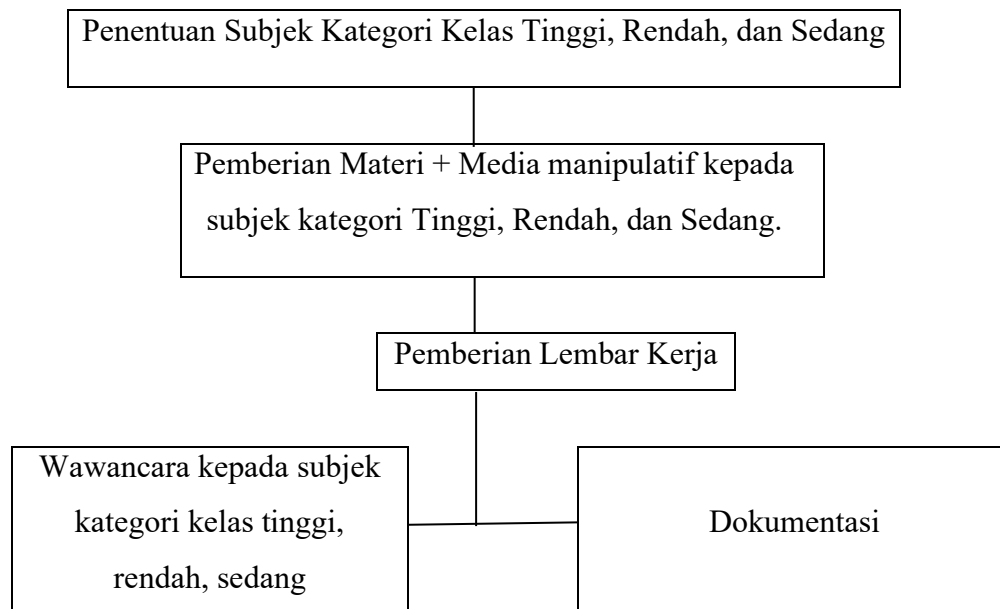 Penentuan Subjek Kategori Kelas Tinggi, Rendah, dan Sedang
Pemberian Materi + Media manipulatif kepada
subjek kategori Tinggi, Rendah, dan Sedang.
Pemberian Lembar Kerja
Wawancara kepada subjek
kategori kelas tinggi,
rendah, sedang
Dokumentasi